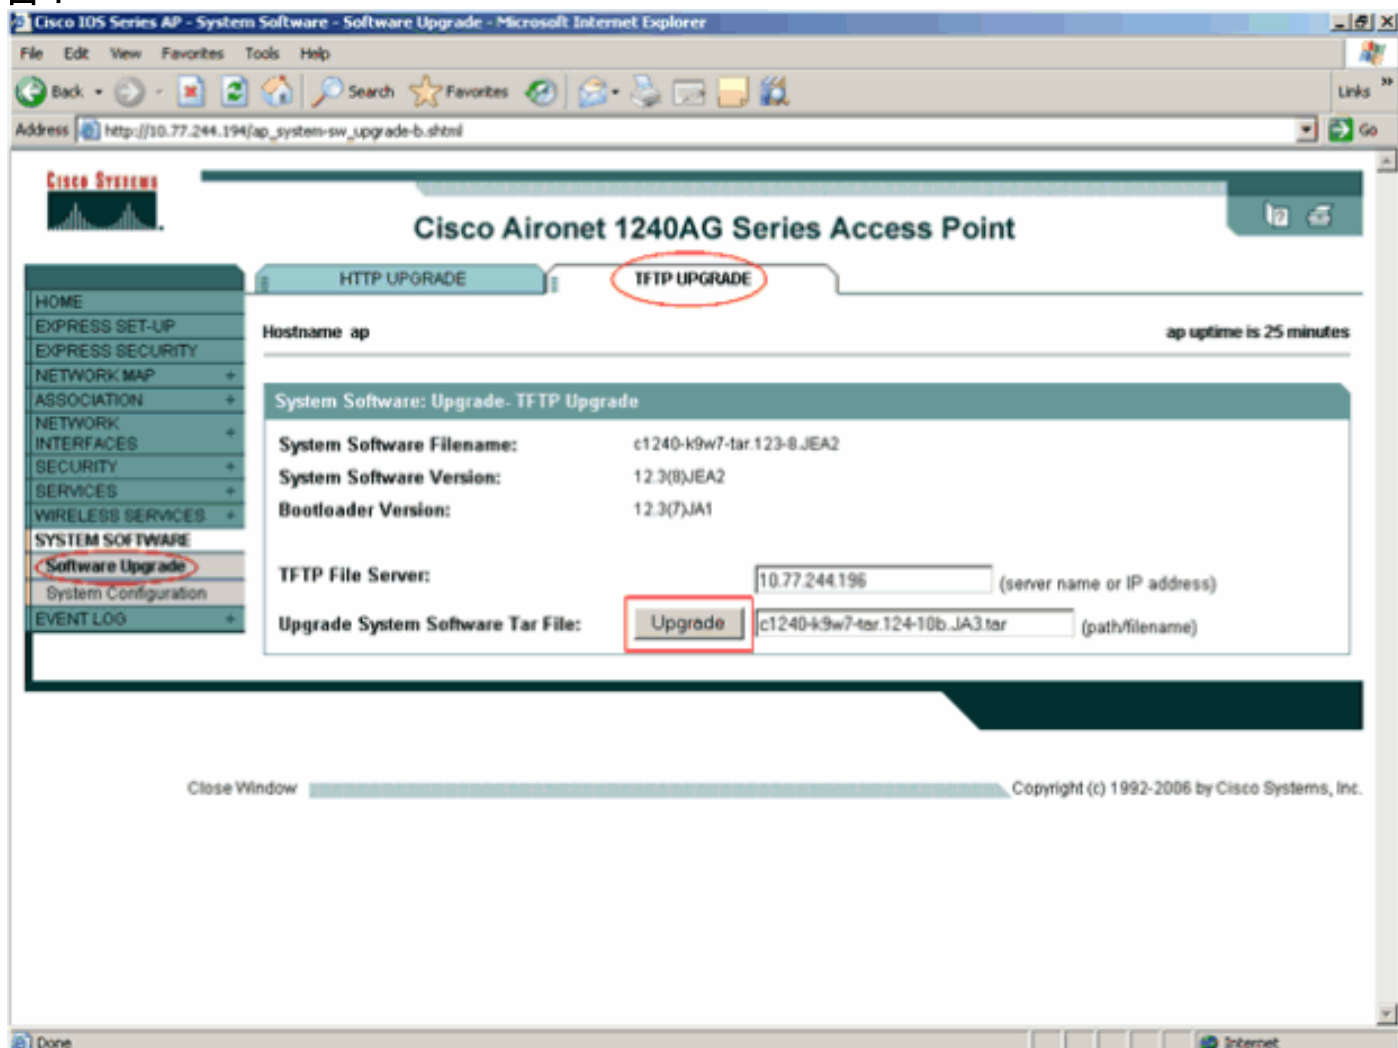 Cisco IOS Series AP - System Software - Software Upgrade - Microsoft Internet Explorer
File Edit View Favorites Tools Help
Back Search Favorites Links »
Address http://10.77.244.194/ap_system-sw_upgrade-b.shtml Go
CISCO SYSTEMS
Cisco Aironet 1240AG Series Access Point
HTTP UPGRADE TFTP UPGRADE
HOME
EXPRESS SET-UP
EXPRESS SECURITY
NETWORK MAP +
ASSOCIATION +
NETWORK
INTERFACES +
SECURITY +
SERVICES +
WIRELESS SERVICES +
SYSTEM SOFTWARE
Software Upgrade
System Configuration
EVENT LOG +
Hostname ap ap uptime is 25 minutes
System Software: Upgrade- TFTP Upgrade
System Software Filename: c1240-k9w7-tar.123-8.JEA2
System Software Version: 12.3(8)JEA2
Bootloader Version: 12.3(7)JA1
TFTP File Server: 10.77.244.196 (server name or IP address)
Upgrade System Software Tar File: Upgrade c1240-k9w7-tar.124-10b.JA3.tar (path/filename)
Close Window Copyright (c) 1992-2006 by Cisco Systems, Inc.
Done Internet